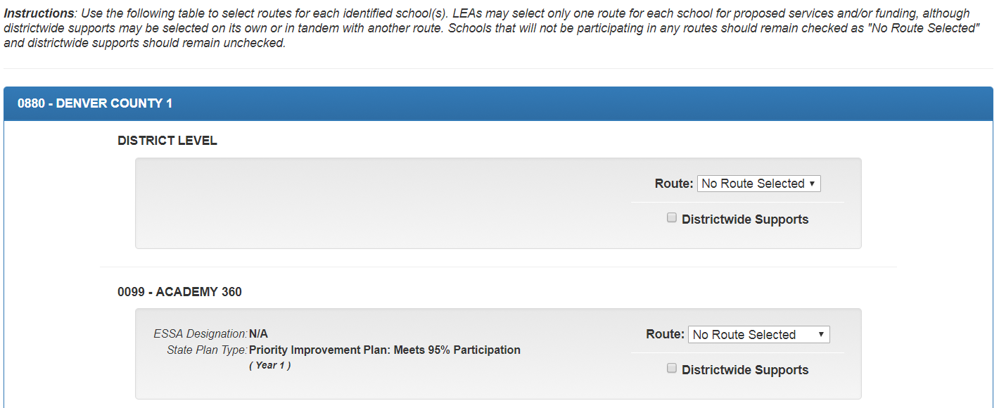 Instructions: Use the following table to select routes for each identified school(s). LEAs may select only one route for each school for proposed services and/or funding, although
districtwide supports may be selected on its own or in tandem with another route. Schools that will not be participating in any routes should remain checked as "No Route Selected"
and districtwide supports should remain unchecked.
0880 - DENVER COUNTY 1
DISTRICT LEVEL
Route: No Route Selected
Districtwide Supports
0099 - ACADEMY 360
ESSA Designation: N/A
State Plan Type: Priority Improvement Plan: Meets 95% Participation
( Year 1 )
Route: No Route Selected
Districtwide Supports